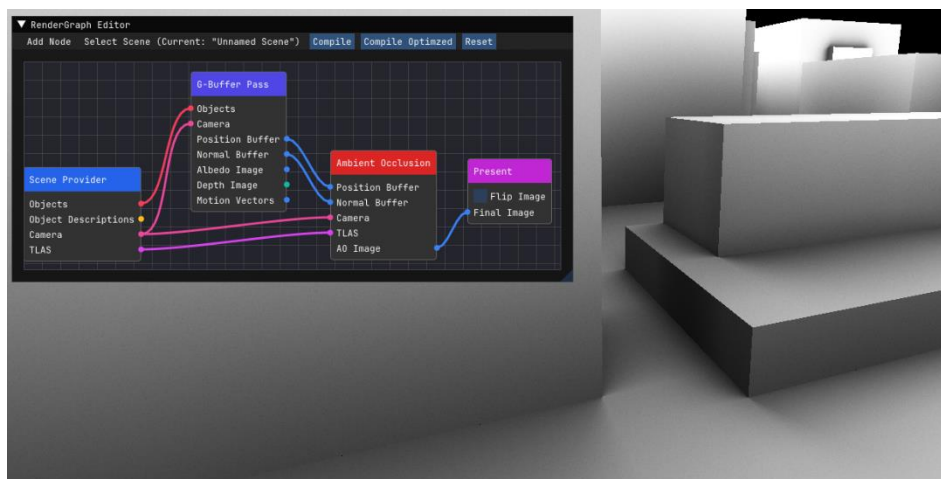 RenderGraph Editor
Add Node Select Scene (Current: "Unnamed Scene") Compile Compile Optimzed Reset
G-Buffer Pass
Objects
Camera
Position Buffer
Normal Buffer
Albedo Image
Depth Image
Motion Vectors
Scene Provider
Objects
Object Descriptions
Camera
TLAS
Ambient Occlusion
Position Buffer
Normal Buffer
Camera
TLAS
AO Image
Present
Flip Image
Final Image